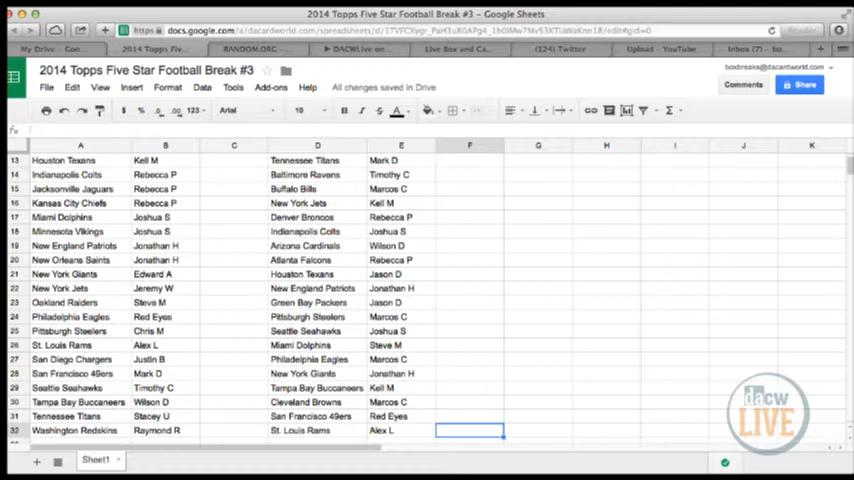 2014 Topps Five Star Football Break #3 - Google Sheets
https docs.google.com Reader
My Drive - Goo... 2014 Topps Fiv... RANDOM.ORG - ... ▶ DACWLive on ... Live Box and Ca... (124) Twitter Upload - YouTube Inbox (7) - bu...
2014 Topps Five Star Football Break #3 boxbreaks@dacardworld.com
File Edit View Insert Format Data Tools Add-ons Help All changes saved in Drive Comments Share
$ % .0 .00 123 Arial 10 B I S A Σ
fx
A B C D E F G H I J K
13 Houston Texans Kell M Tennessee Titans Mark D
14 Indianapolis Colts Rebecca P Baltimore Ravens Timothy C
15 Jacksonville Jaguars Rebecca P Buffalo Bills Marcos C
16 Kansas City Chiefs Rebecca P New York Jets Kell M
17 Miami Dolphins Joshua S Denver Broncos Rebecca P
18 Minnesota Vikings Joshua S Indianapolis Colts Joshua S
19 New England Patriots Jonathan H Arizona Cardinals Wilson D
20 New Orleans Saints Jonathan H Atlanta Falcons Rebecca P
21 New York Giants Edward A Houston Texans Jason D
22 New York Jets Jeremy W New England Patriots Jonathan H
23 Oakland Raiders Steve M Green Bay Packers Jason D
24 Philadelphia Eagles Red Eyes Pittsburgh Steelers Marcos C
25 Pittsburgh Steelers Chris M Seattle Seahawks Joshua S
26 St. Louis Rams Alex L Miami Dolphins Steve M
27 San Diego Chargers Justin B Philadelphia Eagles Marcos C
28 San Francisco 49ers Mark D New York Giants Jonathan H
29 Seattle Seahawks Timothy C Tampa Bay Buccaneers Kell M
30 Tampa Bay Buccaneers Wilson D Cleveland Browns Marcos C
31 Tennessee Titans Stacey U San Francisco 49ers Red Eyes
32 Washington Redskins Raymond R St. Louis Rams Alex L
dacw
LIVE
+ Sheet1